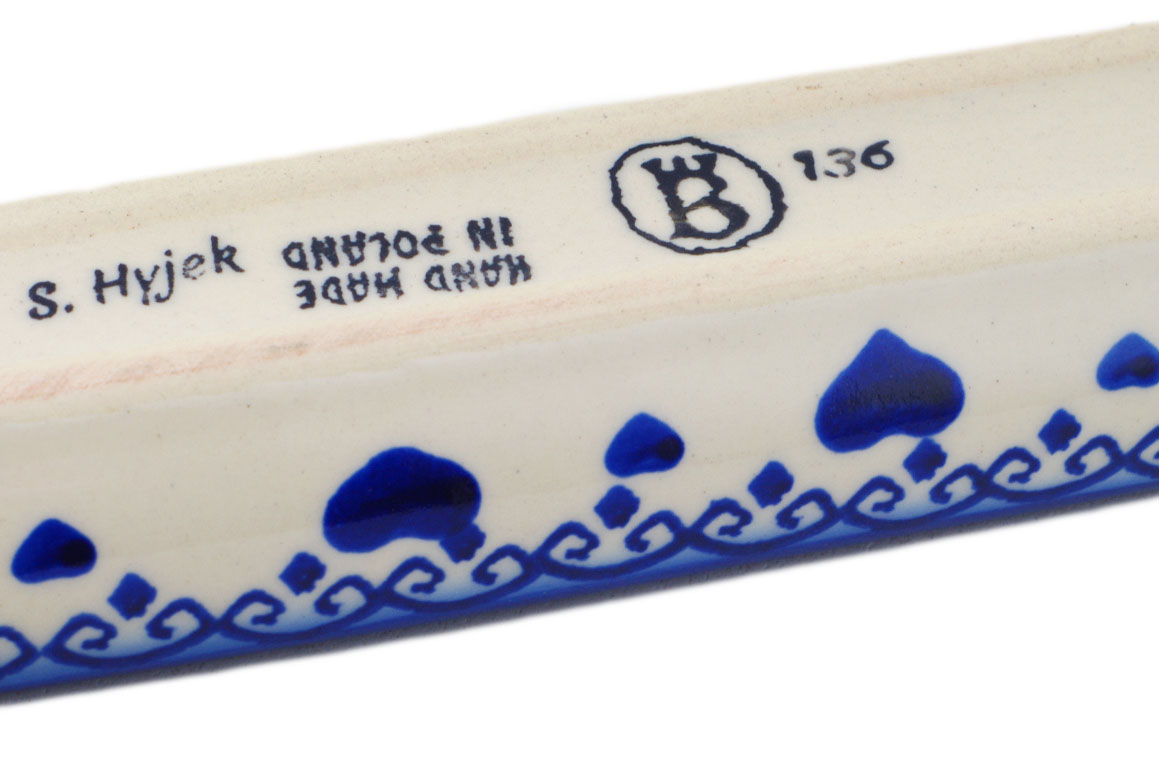 S. Hyjek
HAND MADE
IN POLAND
B
136